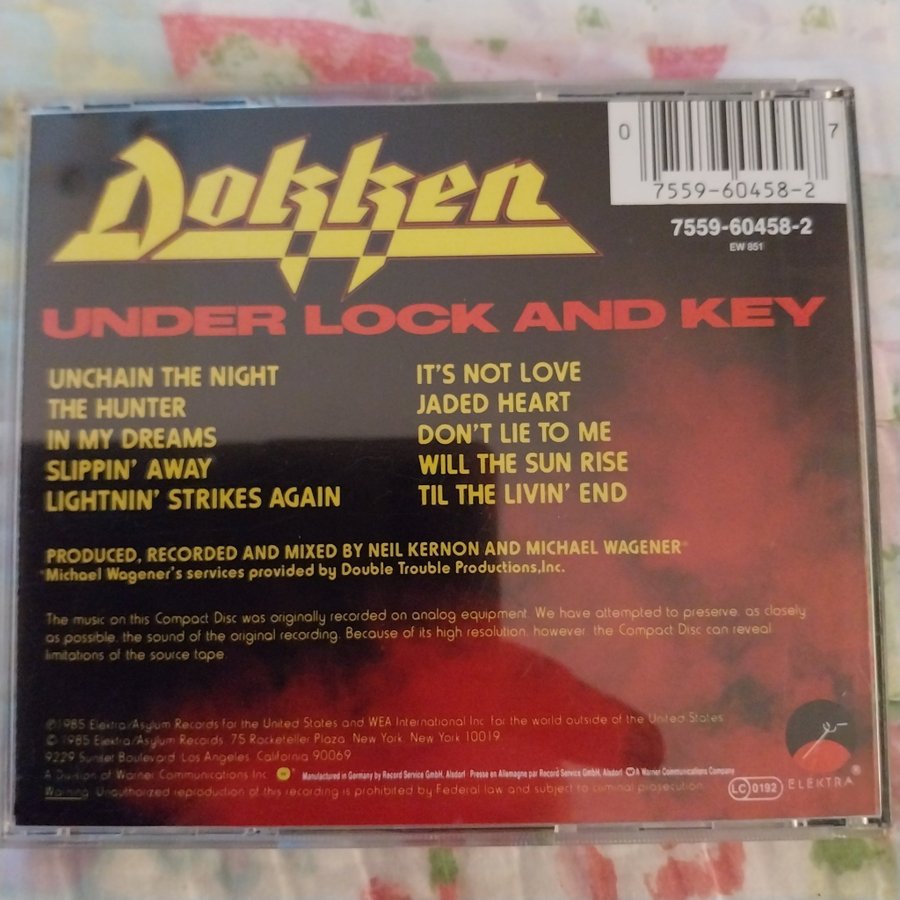 Dokken
0 7
7559-60458-2
7559-60458-2
EW 851
UNDER LOCK AND KEY
UNCHAIN THE NIGHT
THE HUNTER
IN MY DREAMS
SLIPPIN' AWAY
LIGHTNIN' STRIKES AGAIN
IT'S NOT LOVE
JADED HEART
DON'T LIE TO ME
WILL THE SUN RISE
TIL THE LIVIN' END
PRODUCED, RECORDED AND MIXED BY NEIL KERNON AND MICHAEL WAGENER*
*Michael Wagener's services provided by Double Trouble Productions,Inc.
The music on this Compact Disc was originally recorded on analog equipment. We have attempted to preserve, as closely
as possible, the sound of the original recording. Because of its high resolution, however, the Compact Disc can reveal
limitations of the source tape.
℗ 1985 Elektra/Asylum Records for the United States and WEA International Inc. for the world outside of the United States.
© 1985 Elektra/Asylum Records, 75 Rockefeller Plaza, New York, New York 10019.
9229 Sunset Boulevard, Los Angeles, California 90069
A Division of Warner Communications Inc. Manufactured in Germany by Record Service GmbH, Alsdorf Presse en Allemagne par Record Service GmbH, Alsdorf A Warner Communications Company
Warning: Unauthorized reproduction of this recording is prohibited by Federal law and subject to criminal prosecution.
LC 0192
ELEKTRA®